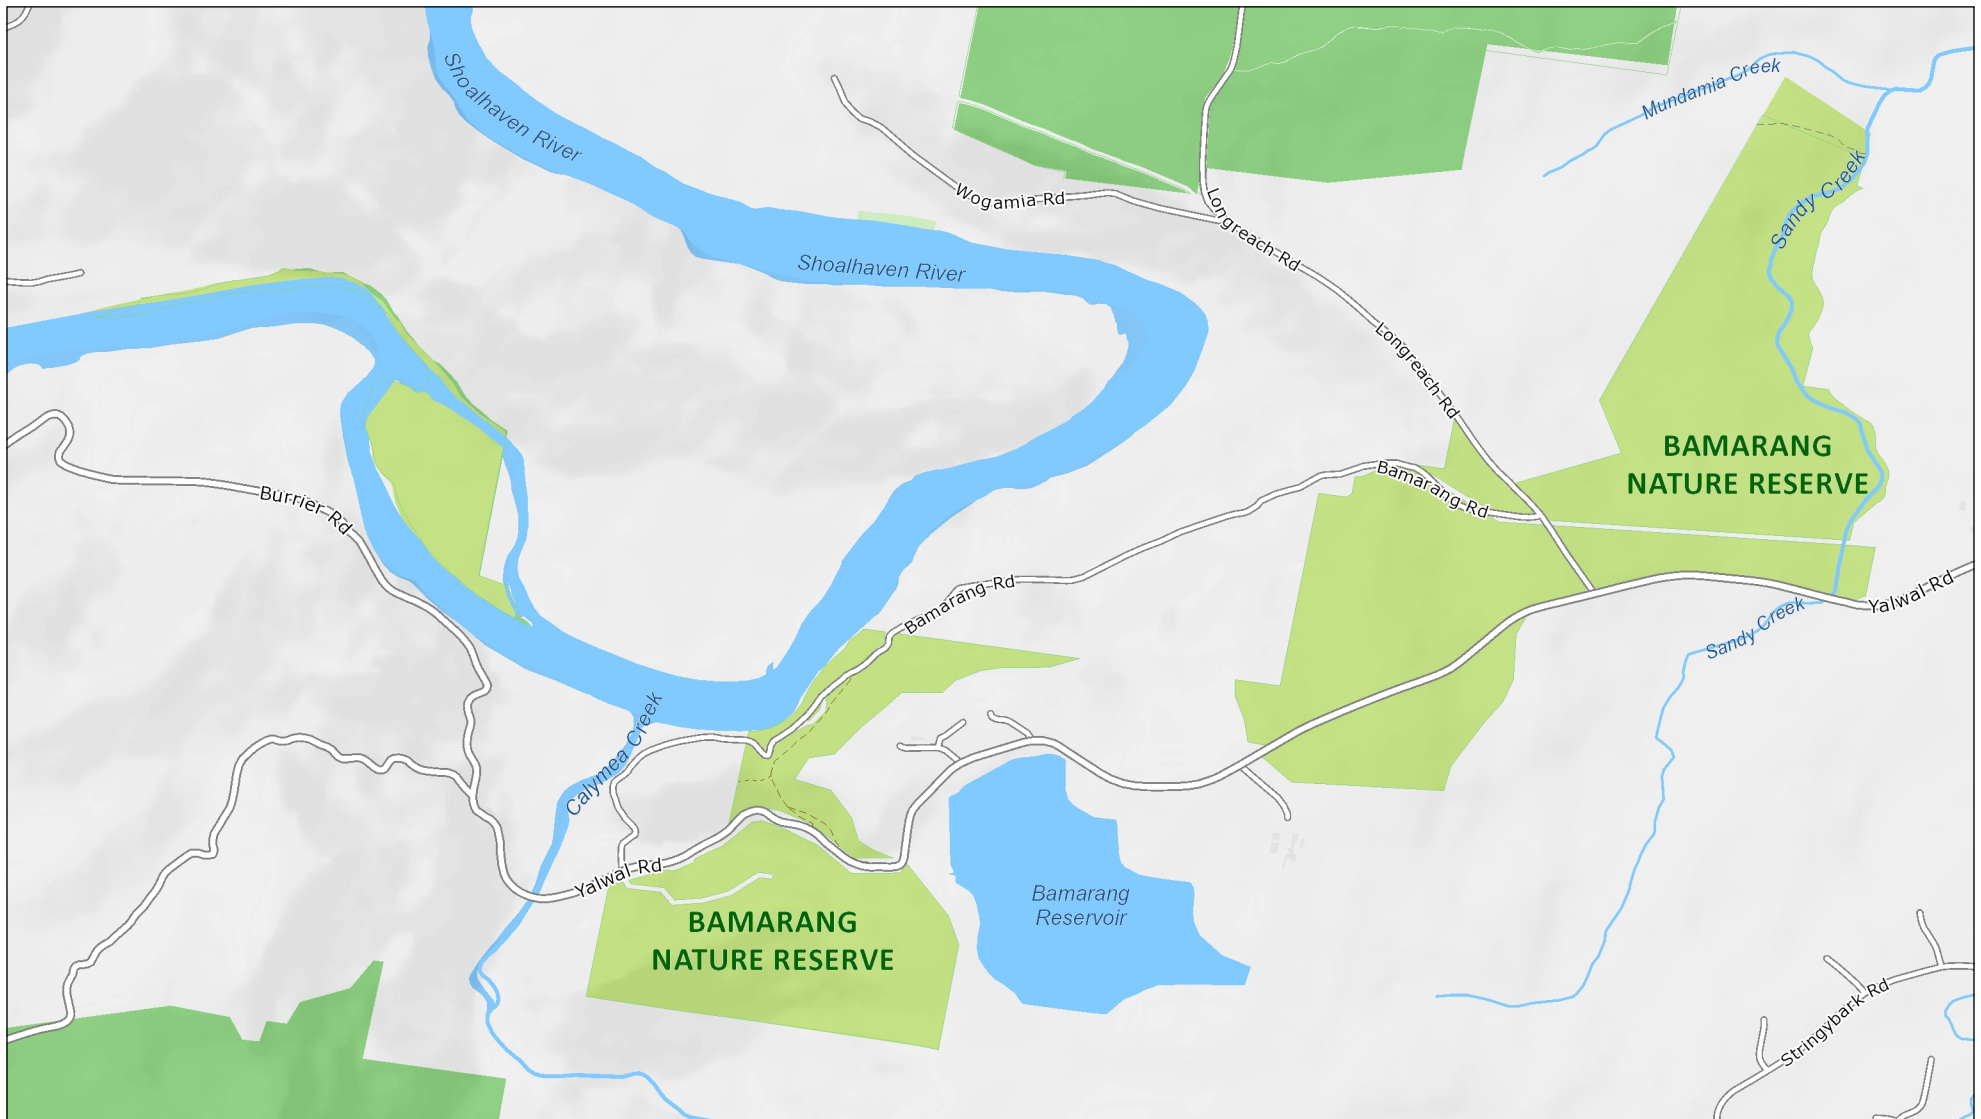 Shoalhaven River
Mundamia Creek
Sandy Creek
Wogamia Rd
Longreach Rd
Shoalhaven River
Longreach Rd
BAMARANG
NATURE RESERVE
Bamarang Rd
Burrier Rd
Bamarang Rd
Yalwal Rd
Sandy Creek
Calymea Creek
Yalwal Rd
Bamarang
Reservoir
BAMARANG
NATURE RESERVE
Stringybark Rd